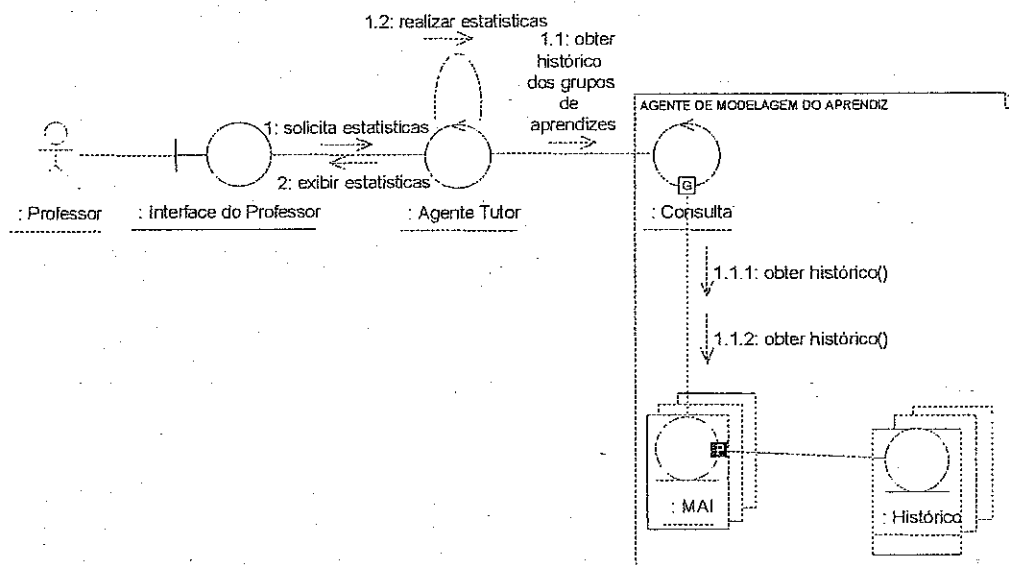 1.2: realizar estatisticas
1.1: obter
histórico
dos grupos
de
aprendizes
AGENTE DE MODELAGEM DO APRENDIZ
1: solicita estatisticas
2: exibir estatisticas
: Professor
: Interface do Professor
: Agente Tutor
G
: Consulta
1.1.1: obter histórico()
1.1.2: obter histórico()
: MAI
: Histórico